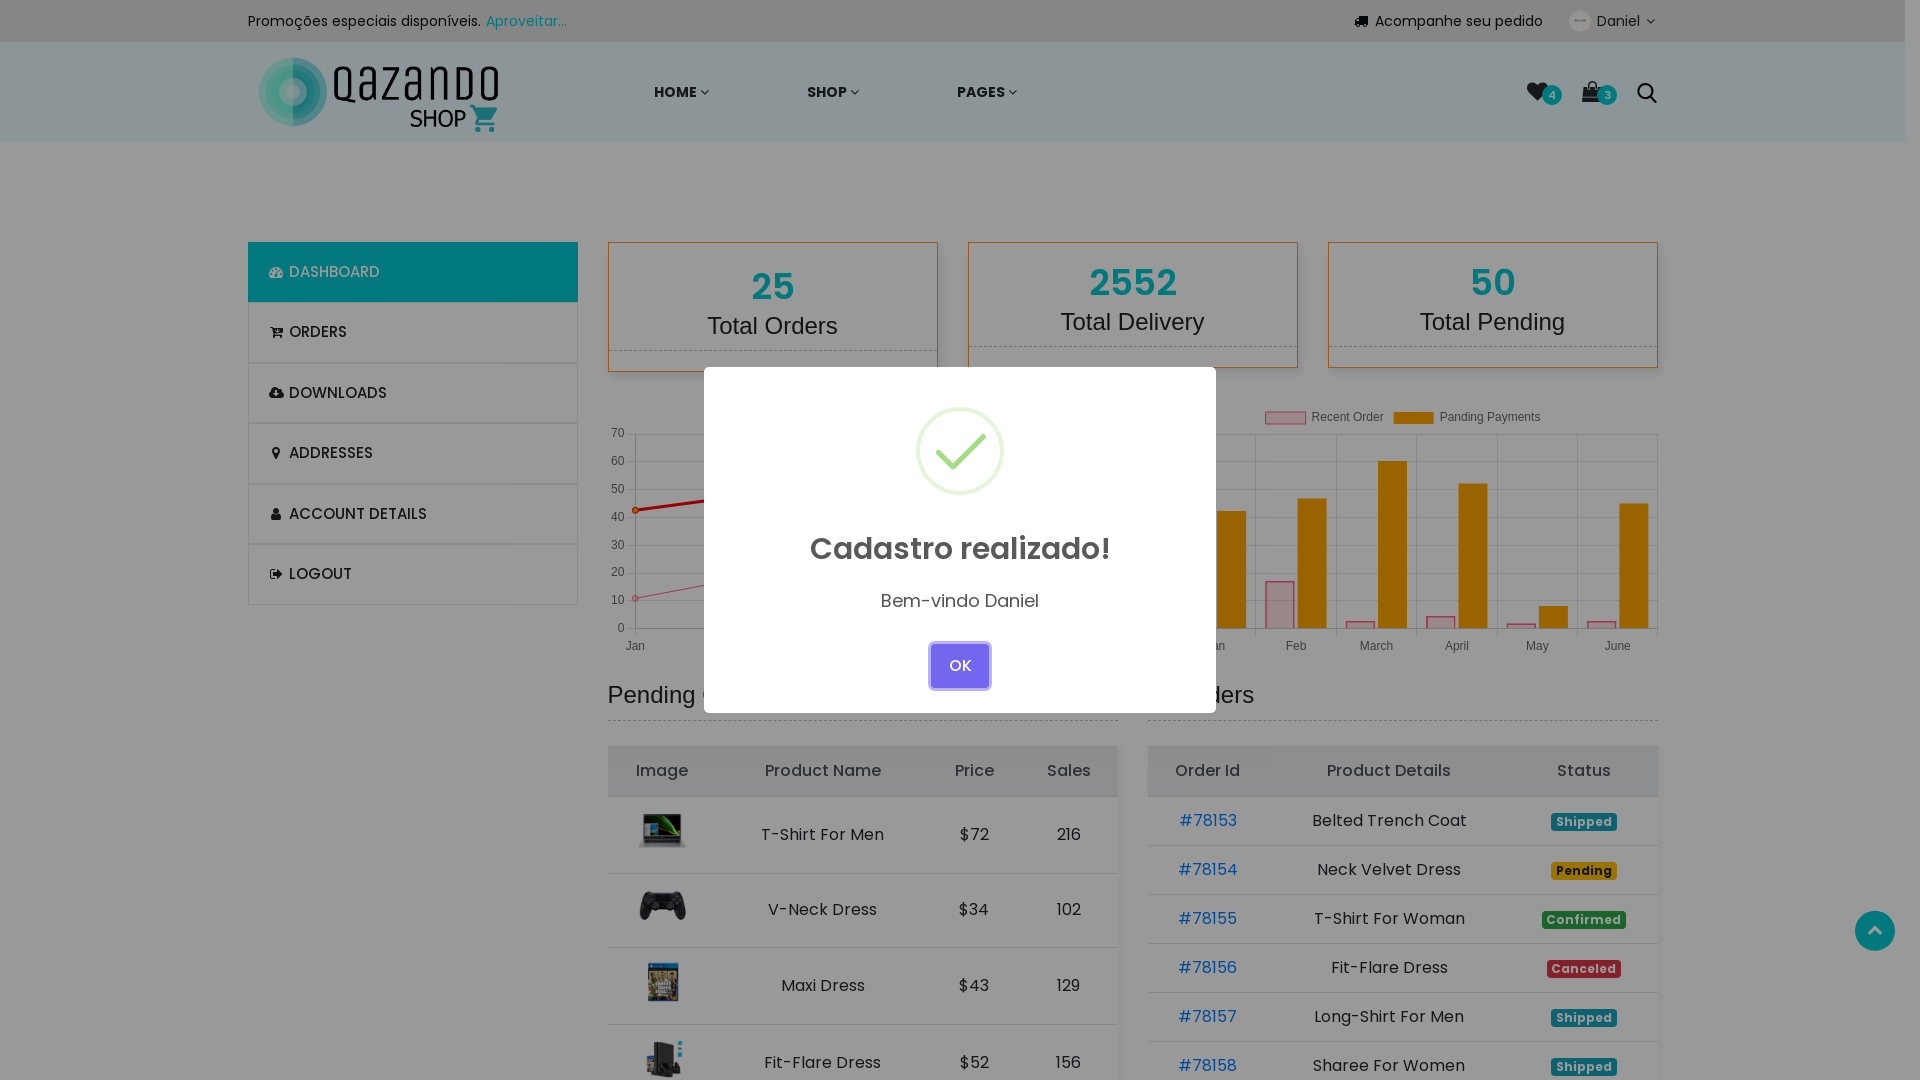 Promoções especiais disponíveis. Aproveitar...
Acompanhe seu pedido
Daniel
Qazando
SHOP
HOME
SHOP
PAGES
4
3
DASHBOARD
ORDERS
DOWNLOADS
ADDRESSES
ACCOUNT DETAILS
LOGOUT
25
Total Orders
2552
Total Delivery
50
Total Pending
Recent Order
Panding Payments
70
60
50
40
30
20
10
0
Jan
Feb
March
April
May
June
Cadastro realizado!
Bem-vindo Daniel
OK
Pending
Image Product Name Price Sales
T-Shirt For Men $72 216
V-Neck Dress $34 102
Maxi Dress $43 129
Fit-Flare Dress $52 156
Order Id Product Details Status
#78153 Belted Trench Coat Shipped
#78154 Neck Velvet Dress Pending
#78155 T-Shirt For Woman Confirmed
#78156 Fit-Flare Dress Canceled
#78157 Long-Shirt For Men Shipped
#78158 Sharee For Women Shipped